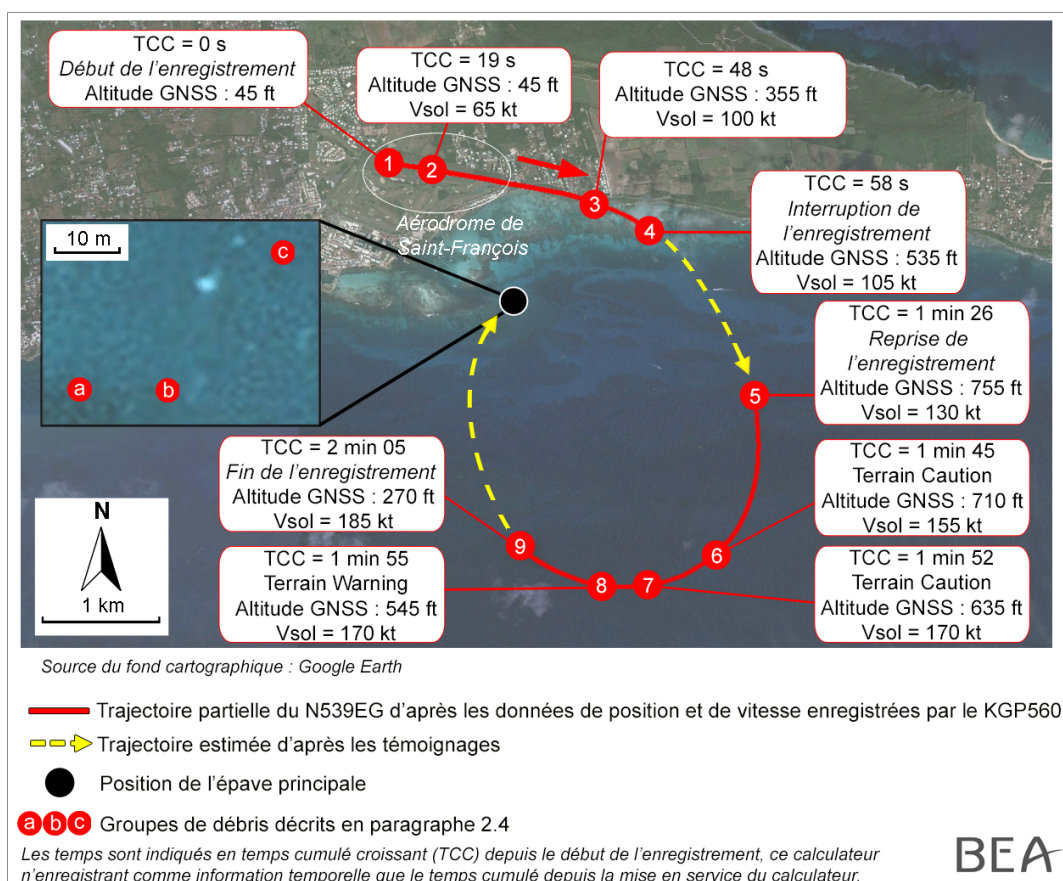 TCC = 0 s
Début de l'enregistrement
Altitude GNSS : 45 ft
TCC = 19 s
Altitude GNSS : 45 ft
Vsol = 65 kt
TCC = 48 s
Altitude GNSS : 355 ft
Vsol = 100 kt
1
2
3
4
Aérodrome de
Saint-François
TCC = 58 s
Interruption de
l'enregistrement
Altitude GNSS : 535 ft
Vsol = 105 kt
10 m
c
a
b
TCC = 1 min 26
Reprise de
l'enregistrement
Altitude GNSS : 755 ft
Vsol = 130 kt
5
TCC = 2 min 05
Fin de l'enregistrement
Altitude GNSS : 270 ft
Vsol = 185 kt
TCC = 1 min 45
Terrain Caution
Altitude GNSS : 710 ft
Vsol = 155 kt
N
1 km
9
6
8
7
TCC = 1 min 55
Terrain Warning
Altitude GNSS : 545 ft
Vsol = 170 kt
TCC = 1 min 52
Terrain Caution
Altitude GNSS : 635 ft
Vsol = 170 kt
Source du fond cartographique : Google Earth
Trajectoire partielle du N539EG d'après les données de position et de vitesse enregistrées par le KGP560
Trajectoire estimée d'après les témoignages
Position de l'épave principale
a b c Groupes de débris décrits en paragraphe 2.4
Les temps sont indiqués en temps cumulé croissant (TCC) depuis le début de l'enregistrement, ce calculateur
n'enregistrant comme information temporelle que le temps cumulé depuis la mise en service du calculateur.
BEA